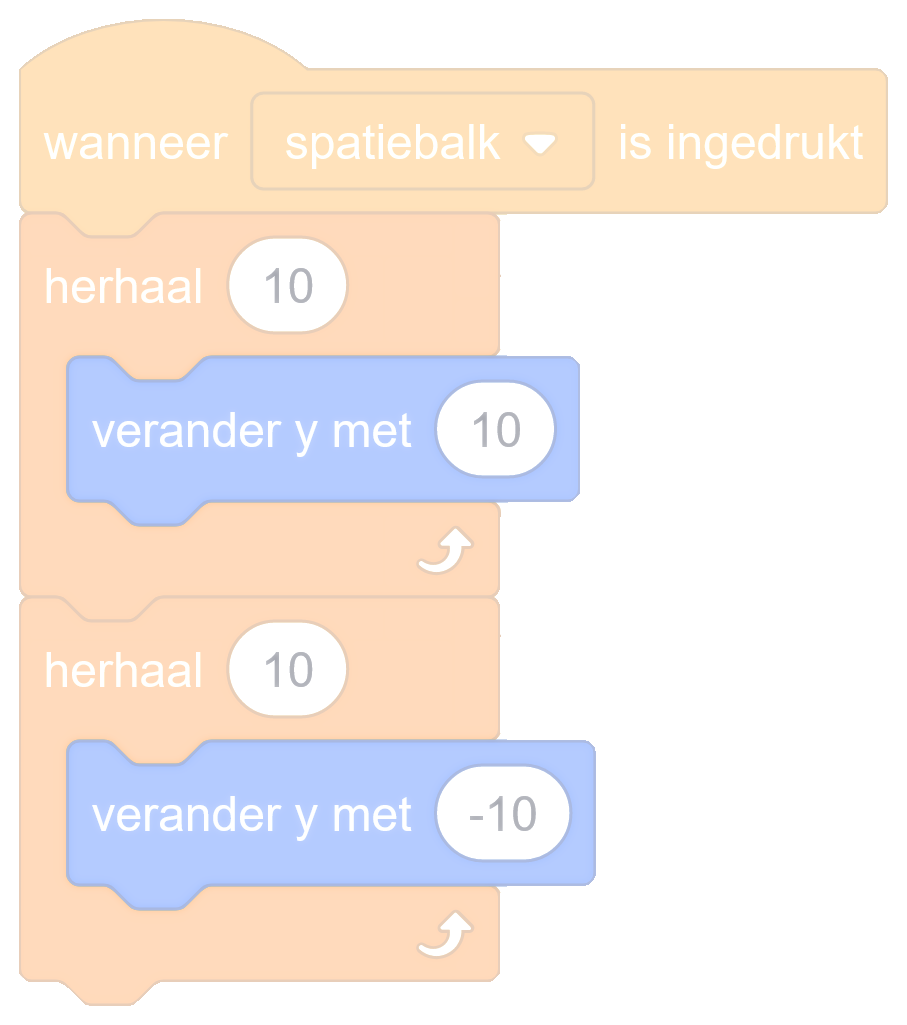 wanneer spatiebalk is ingedrukt
herhaal 10
verander y met 10
herhaal 10
verander y met -10